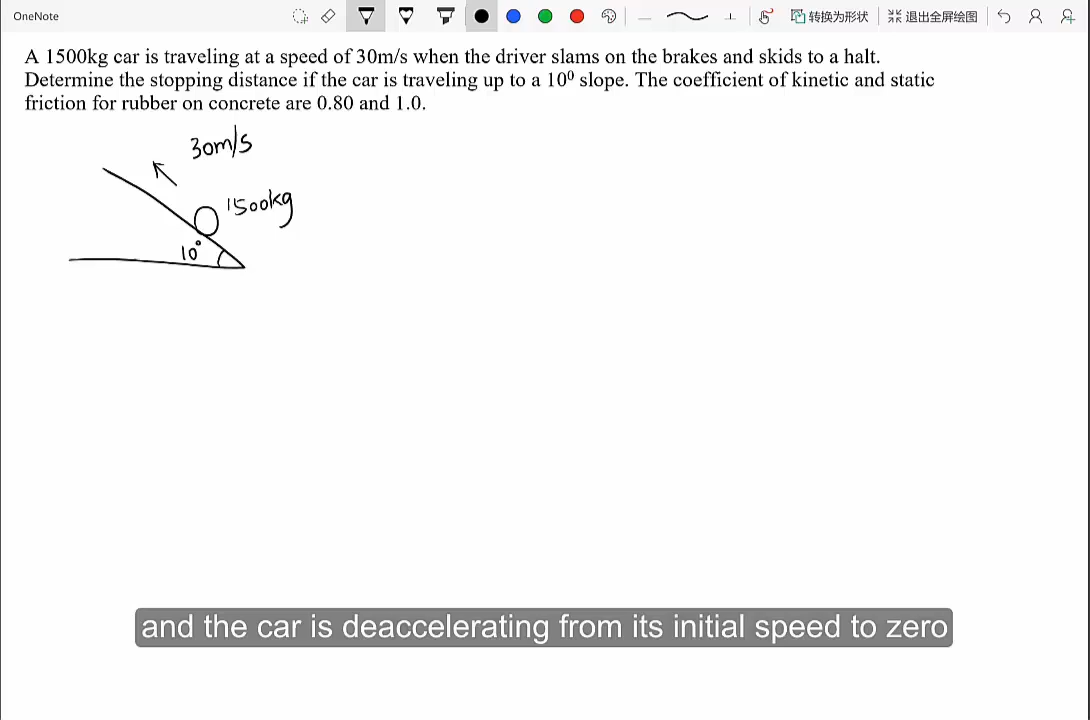 OneNote
转换为形状
退出全屏绘图
A 1500kg car is traveling at a speed of 30m/s when the driver slams on the brakes and skids to a halt.
Determine the stopping distance if the car is traveling up to a 10⁰ slope. The coefficient of kinetic and static
friction for rubber on concrete are 0.80 and 1.0.
30m/s
1500kg
10°
and the car is deaccelerating from its initial speed to zero